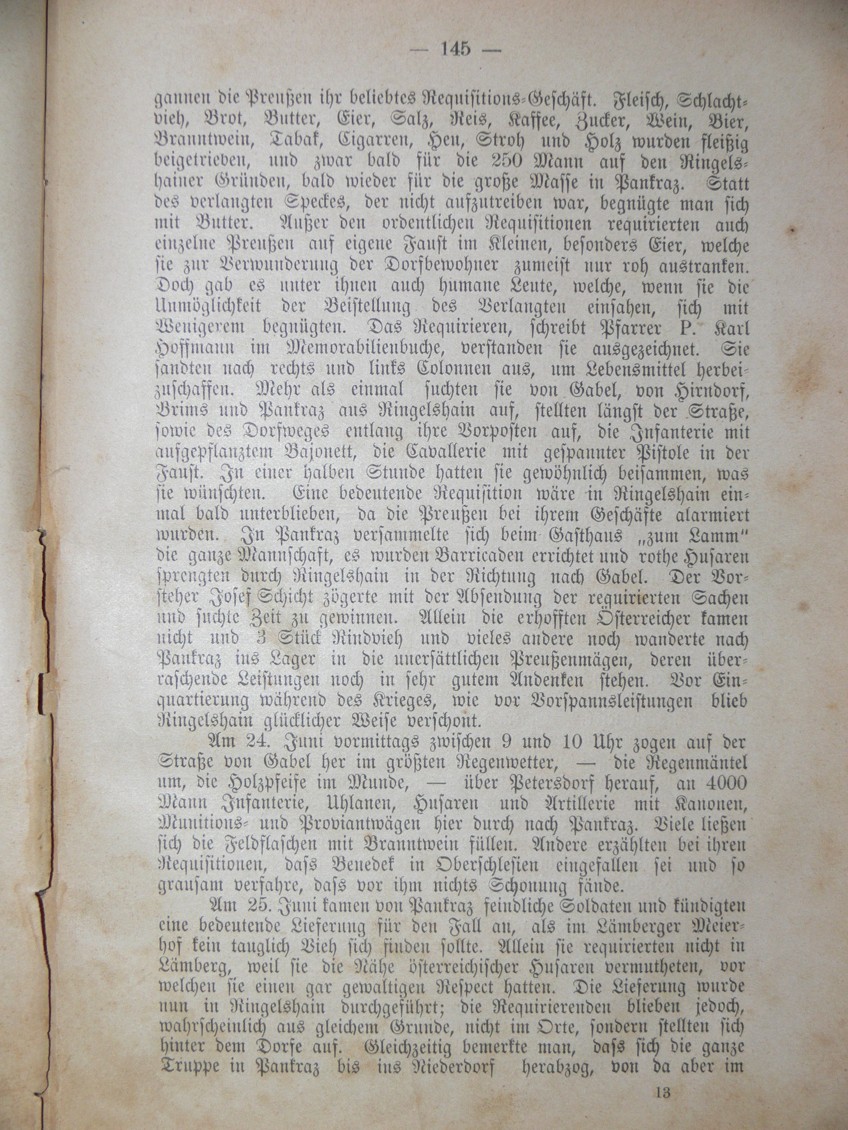 — 145 —
gannen die Preußen ihr beliebtes Requisitions-Geschäft. Fleisch, Schlacht-
vieh, Brot, Butter, Eier, Salz, Reis, Kaffee, Zucker, Wein, Bier,
Branntwein, Tabak, Cigarren, Heu, Stroh und Holz wurden fleißig
beigetrieben, und zwar bald für die 250 Mann auf den Ringels-
hainer Gründen, bald wieder für die große Masse in Pankraz. Statt
des verlangten Speckes, der nicht aufzutreiben war, begnügte man sich
mit Butter. Außer den ordentlichen Requisitionen requirierten auch
einzelne Preußen auf eigene Faust im Kleinen, besonders Eier, welche
sie zur Verwunderung der Dorfbewohner zumeist nur roh austranken.
Doch gab es unter ihnen auch humane Leute, welche, wenn sie die
Unmöglichkeit der Beistellung des Verlangten einsahen, sich mit
Wenigerem begnügten. Das Requirieren, schreibt Pfarrer P. Karl
Hoffmann im Memorabilienbuche, verstanden sie ausgezeichnet. Sie
sandten nach rechts und links Colonnen aus, um Lebensmittel herbei-
zuschaffen. Mehr als einmal suchten sie von Gabel, von Hirndorf,
Brims und Pankraz aus Ringelshain auf, stellten längst der Straße,
sowie des Dorfweges entlang ihre Vorposten auf, die Infanterie mit
aufgepflanztem Bajonett, die Cavallerie mit gespannter Pistole in der
Faust. In einer halben Stunde hatten sie gewöhnlich beisammen, was
sie wünschten. Eine bedeutende Requisition wäre in Ringelshain ein-
mal bald unterblieben, da die Preußen bei ihrem Geschäfte alarmiert
wurden. In Pankraz versammelte sich beim Gasthaus „zum Lamm“
die ganze Mannschaft, es wurden Barricaden errichtet und rothe Husaren
sprengten durch Ringelshain in der Richtung nach Gabel. Der Vor-
steher Josef Schicht zögerte mit der Absendung der requirierten Sachen
und suchte Zeit zu gewinnen. Allein die erhofften Österreicher kamen
nicht und 3 Stück Rindvieh und vieles andere noch wanderte nach
Pankraz ins Lager in die unersättlichen Preußenmägen, deren über-
raschende Leistungen noch in sehr gutem Andenken stehen. Vor Ein-
quartierung während des Krieges, wie vor Vorspannsleistungen blieb
Ringelshain glücklicher Weise verschont.
Am 24. Juni vormittags zwischen 9 und 10 Uhr zogen auf der
Straße von Gabel her im größten Regenwetter, — die Regenmäntel
um, die Holzpfeife im Munde, — über Petersdorf herauf, an 4000
Mann Infanterie, Uhlanen, Husaren und Artillerie mit Kanonen,
Munitions- und Proviantwägen hier durch nach Pankraz. Viele ließen
sich die Feldflaschen mit Branntwein füllen. Andere erzählten bei ihren
Requisitionen, dass Benedek in Oberschlesien eingefallen sei und so
grausam verfahre, dass vor ihm nichts Schonung fände.
Am 25. Juni kamen von Pankraz feindliche Soldaten und kündigten
eine bedeutende Lieferung für den Fall an, als im Lämberger Meier-
hof kein tauglich Vieh sich finden sollte. Allein sie requirierten nicht in
Lämberg, weil sie die Nähe österreichischer Husaren vermutheten, vor
welchen sie einen gar gewaltigen Respect hatten. Die Lieferung wurde
nun in Ringelshain durchgeführt; die Requirierenden blieben jedoch,
wahrscheinlich aus gleichem Grunde, nicht im Orte, sondern stellten sich
hinter dem Dorfe auf. Gleichzeitig bemerkte man, dass sich die ganze
Truppe in Pankraz bis ins Niederdorf herabzog, von da aber im
13